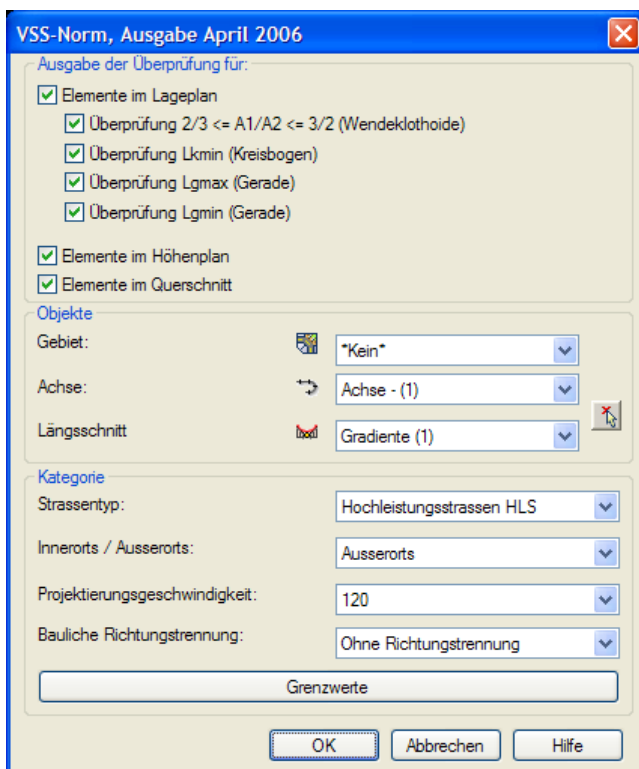 VSS-Norm, Ausgabe April 2006
Ausgabe der Überprüfung für:
Elemente im Lageplan
Überprüfung 2/3 <= A1/A2 <= 3/2 (Wendeklothoide)
Überprüfung Lkmin (Kreisbogen)
Überprüfung Lgmax (Gerade)
Überprüfung Lgmin (Gerade)
Elemente im Höhenplan
Elemente im Querschnitt
Objekte
Gebiet: *Kein*
Achse: Achse - (1)
Längsschnitt Gradiente (1)
Kategorie
Strassentyp: Hochleistungsstrassen HLS
Innerorts / Ausserorts: Ausserorts
Projektierungsgeschwindigkeit: 120
Bauliche Richtungstrennung: Ohne Richtungstrennung
Grenzwerte
OK Abbrechen Hilfe